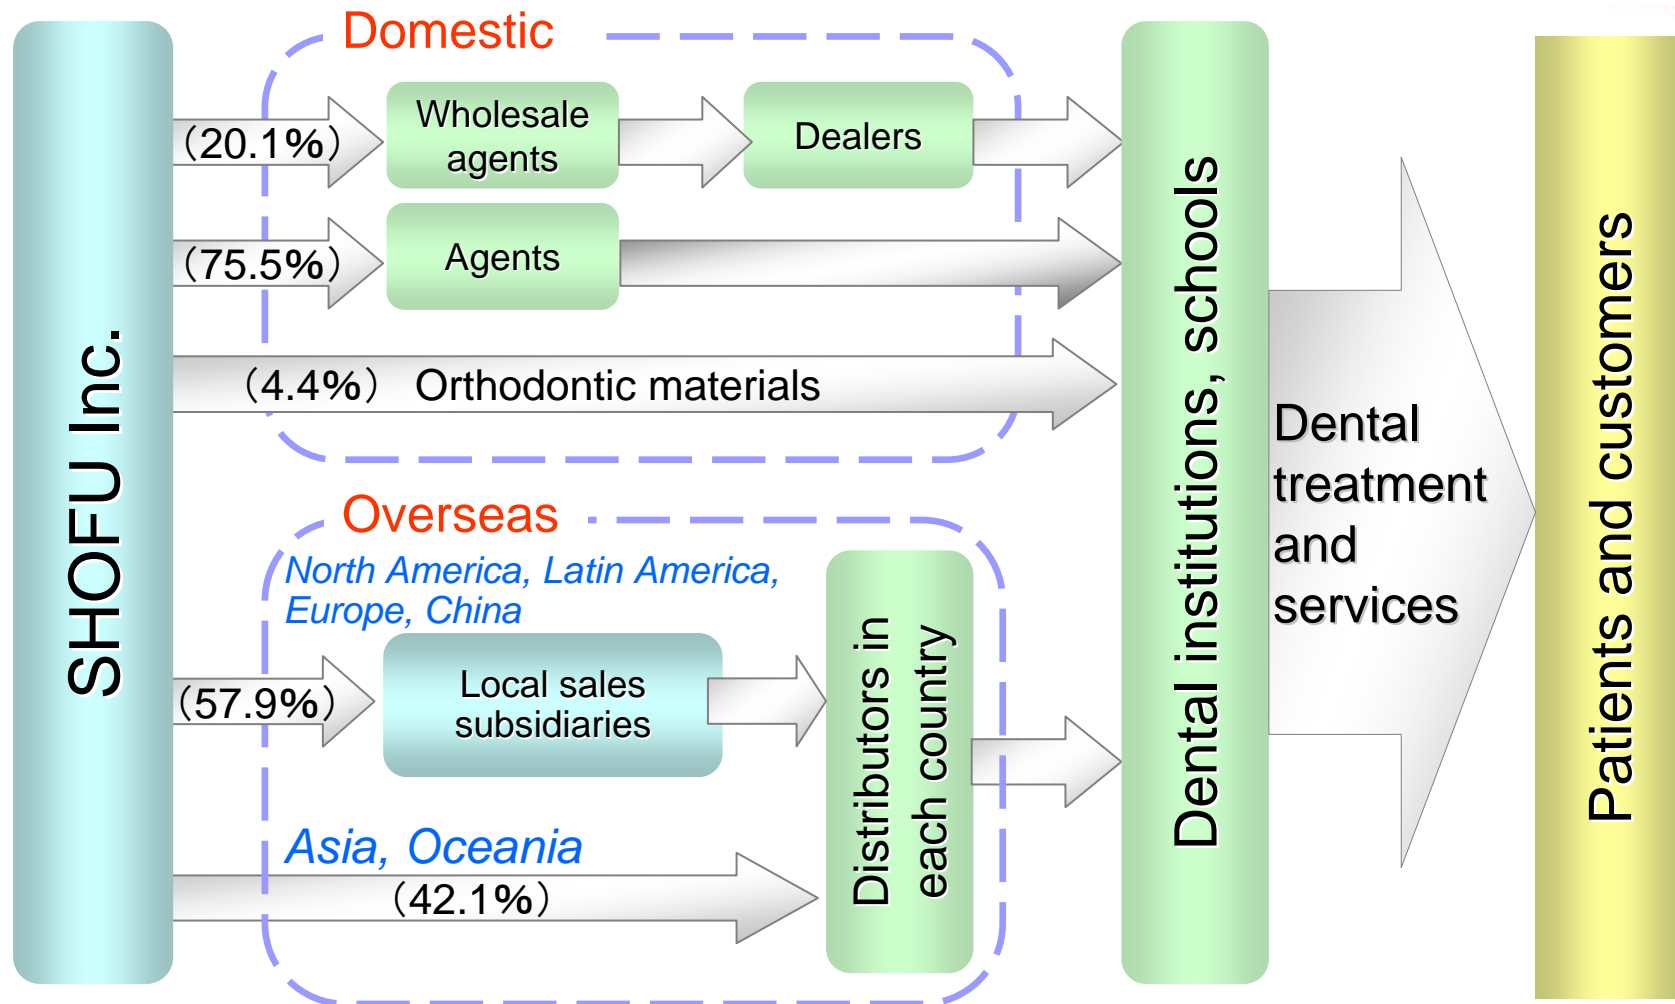 SHOFU Inc.
Domestic
（20.1%）
Wholesale
agents
Dealers
（75.5%）
Agents
（4.4%） Orthodontic materials
Overseas
North America, Latin America,
Europe, China
（57.9%）
Local sales
subsidiaries
Asia, Oceania
（42.1%）
Distributors in
each country
Dental institutions, schools
Dental
treatment
and
services
Patients and customers